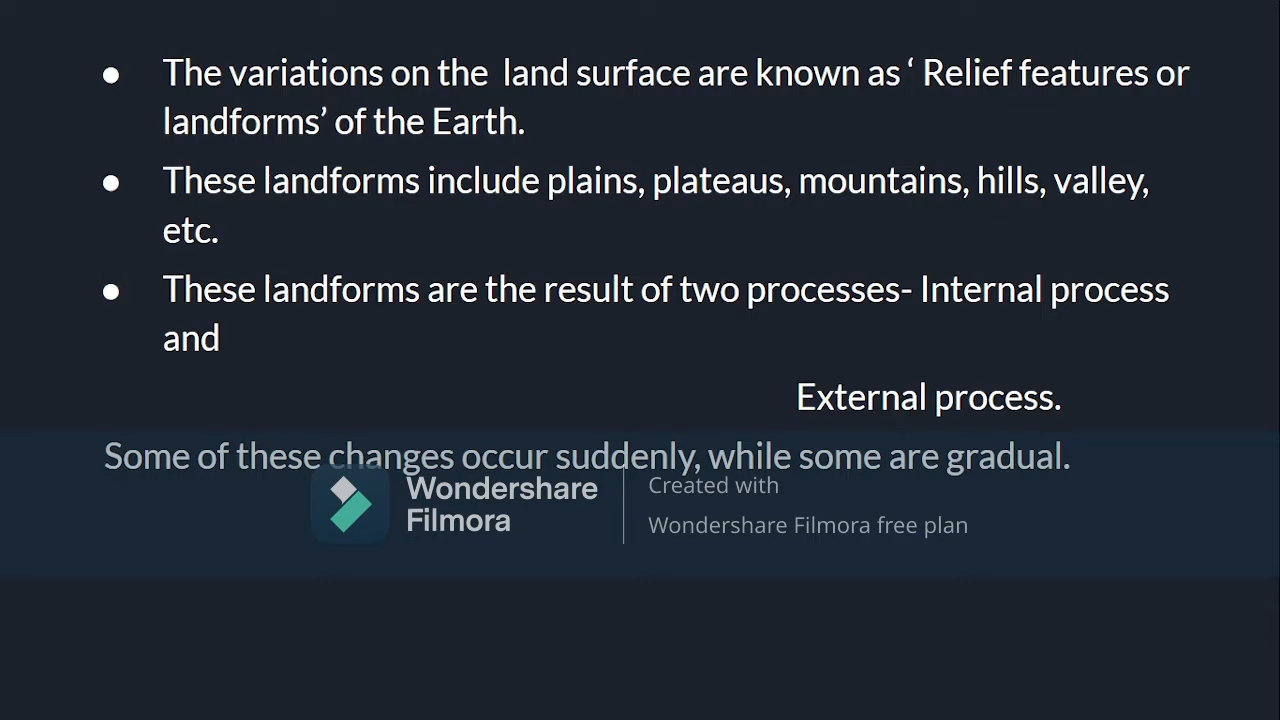 ● The variations on the land surface are known as ‘ Relief features or
landforms’ of the Earth.
● These landforms include plains, plateaus, mountains, hills, valley,
etc.
● These landforms are the result of two processes- Internal process
and
External process.
Some of these changes occur suddenly, while some are gradual.
Wondershare
Filmora
Created with
Wondershare Filmora free plan